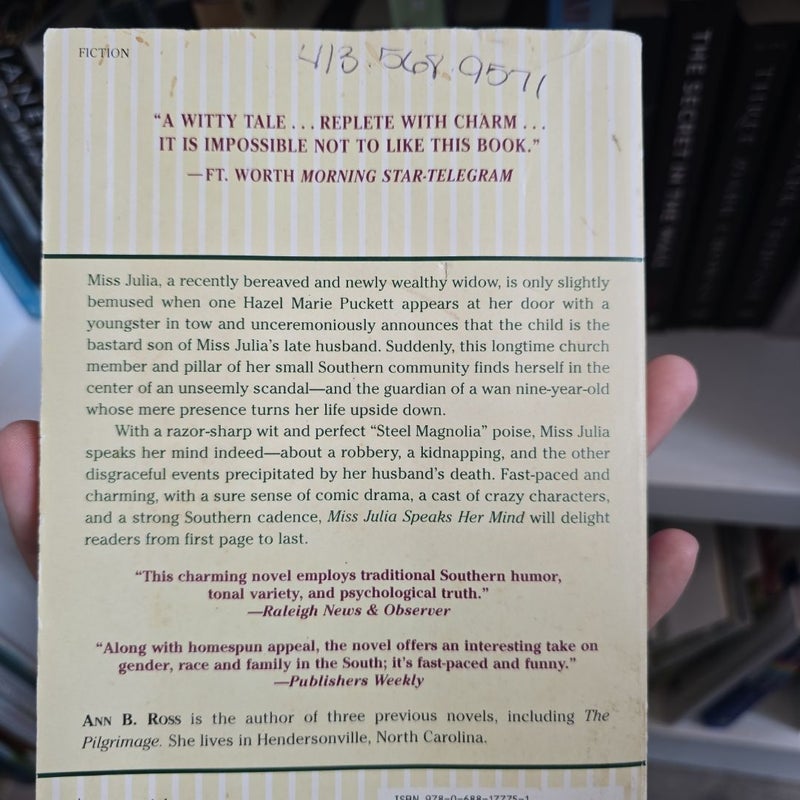 FICTION
413.568.9571
“A WITTY TALE . . . REPLETE WITH CHARM . . .
IT IS IMPOSSIBLE NOT TO LIKE THIS BOOK.”
—FT. WORTH MORNING STAR-TELEGRAM
Miss Julia, a recently bereaved and newly wealthy widow, is only slightly
bemused when one Hazel Marie Puckett appears at her door with a
youngster in tow and unceremoniously announces that the child is the
bastard son of Miss Julia’s late husband. Suddenly, this longtime church
member and pillar of her small Southern community finds herself in the
center of an unseemly scandal—and the guardian of a wan nine-year-old
whose mere presence turns her life upside down.
With a razor-sharp wit and perfect “Steel Magnolia” poise, Miss Julia
speaks her mind indeed—about a robbery, a kidnapping, and the other
disgraceful events precipitated by her husband’s death. Fast-paced and
charming, with a sure sense of comic drama, a cast of crazy characters,
and a strong Southern cadence, Miss Julia Speaks Her Mind will delight
readers from first page to last.
“This charming novel employs traditional Southern humor,
tonal variety, and psychological truth.”
—Raleigh News & Observer
“Along with homespun appeal, the novel offers an interesting take on
gender, race and family in the South; it’s fast-paced and funny.”
—Publishers Weekly
ANN B. ROSS is the author of three previous novels, including The
Pilgrimage. She lives in Hendersonville, North Carolina.
ISBN 978-0-688-17775-1
THE SECRET IN THE WALL